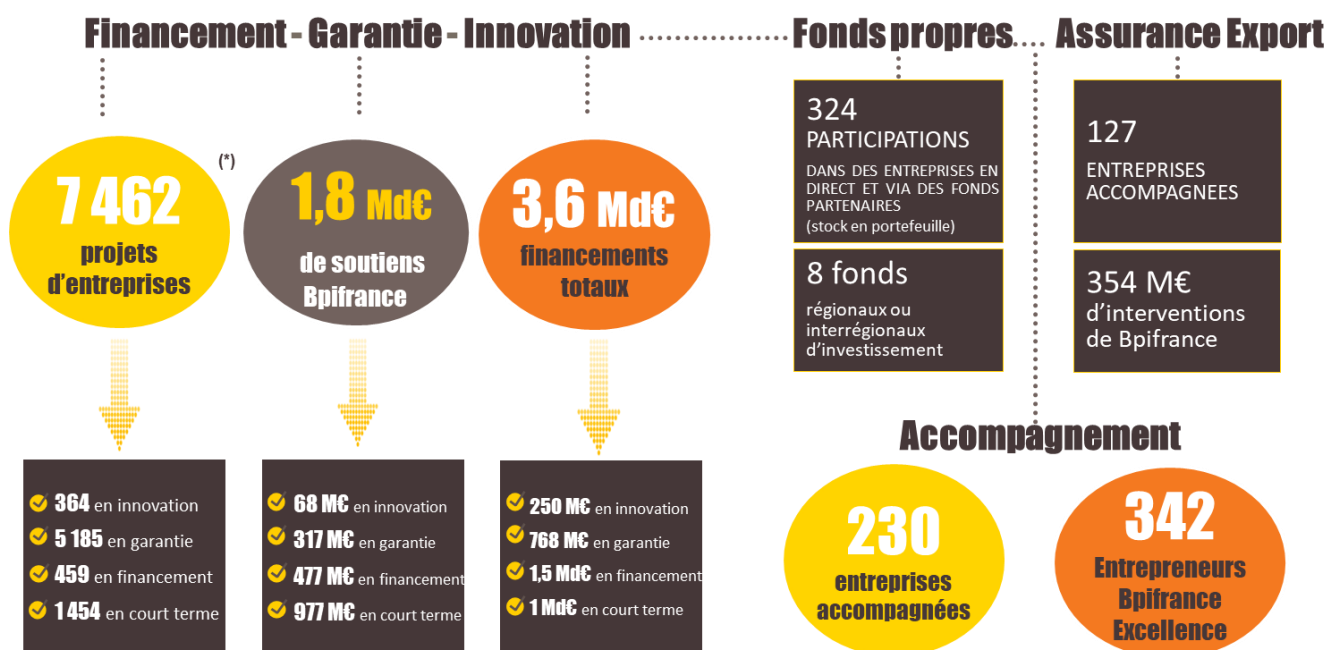 Financement - Garantie - Innovation
Fonds propres
Assurance Export
7 462
(*)
projets
d'entreprises
1,8 Md€
de soutiens
Bpifrance
3,6 Md€
financements
totaux
324
PARTICIPATIONS
DANS DES ENTREPRISES EN
DIRECT ET VIA DES FONDS
PARTENAIRES
(stock en portefeuille)
8 fonds
régionaux ou
interrégionaux
d'investissement
127
ENTREPRISES
ACCOMPAGNEES
354 M€
d'interventions
de Bpifrance
364 en innovation
5 185 en garantie
459 en financement
1 454 en court terme
68 M€ en innovation
317 M€ en garantie
477 M€ en financement
977 M€ en court terme
250 M€ en innovation
768 M€ en garantie
1,5 Md€ en financement
1 Md€ en court terme
Accompagnement
230
entreprises
accompagnées
342
Entrepreneurs
Bpifrance
Excellence